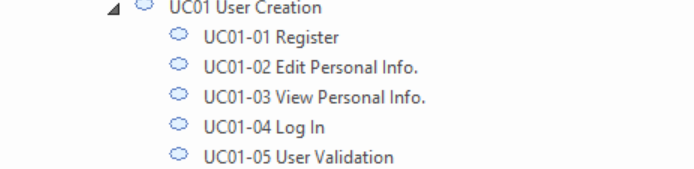 UC01 User Creation
UC01-01 Register
UC01-02 Edit Personal Info.
UC01-03 View Personal Info.
UC01-04 Log In
UC01-05 User Validation